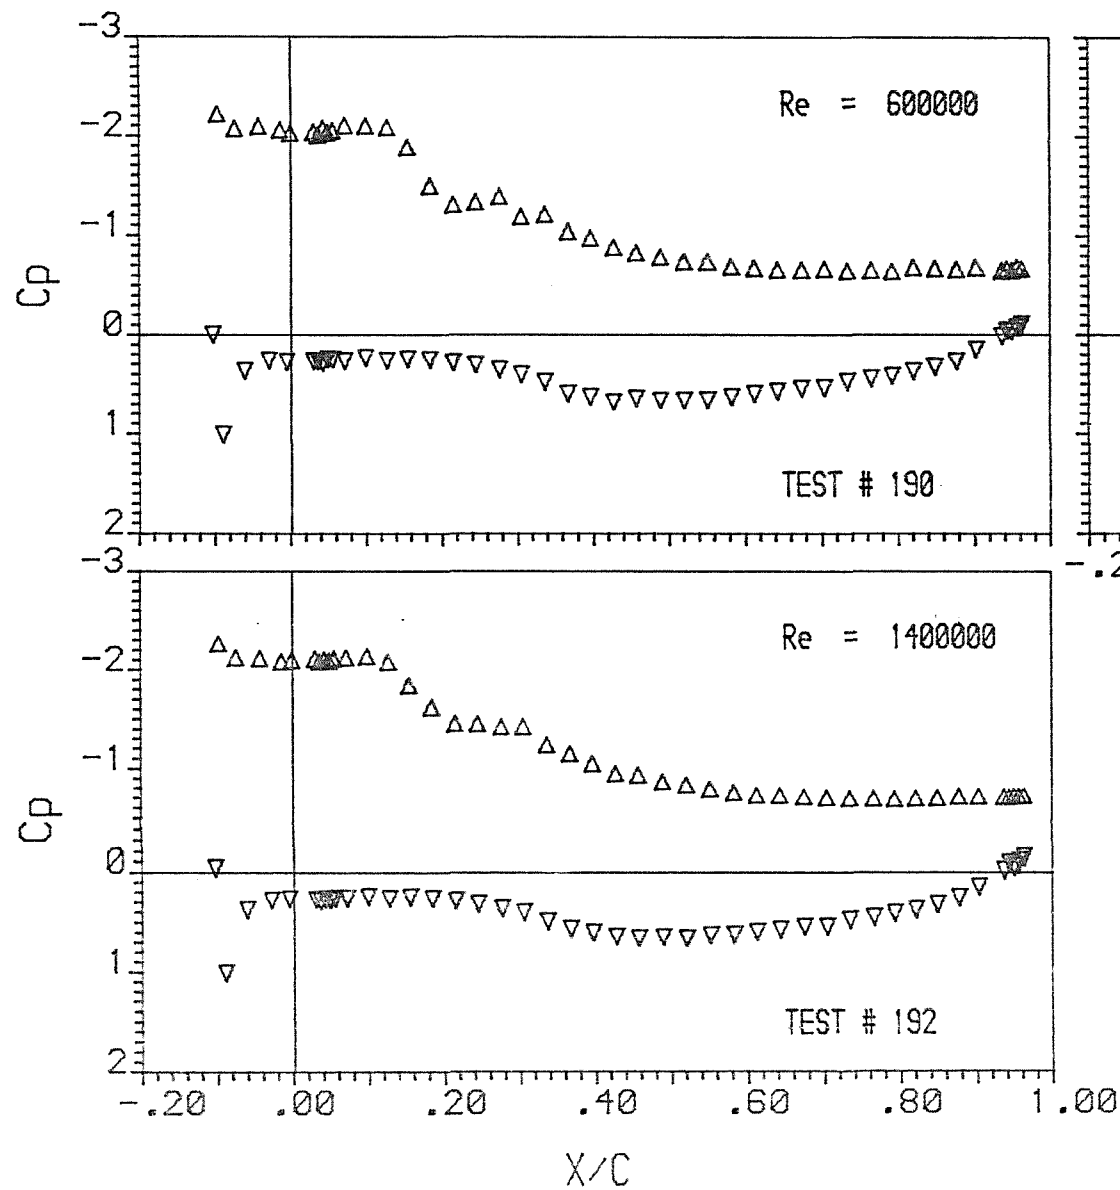 -3
Re = 600000
-2
-1
Cp
0
1
TEST # 190
2
-3
-.2
Re = 1400000
-2
-1
Cp
0
1
TEST # 192
2
-.20 .00 .20 .40 .60 .80 1.00
X/C